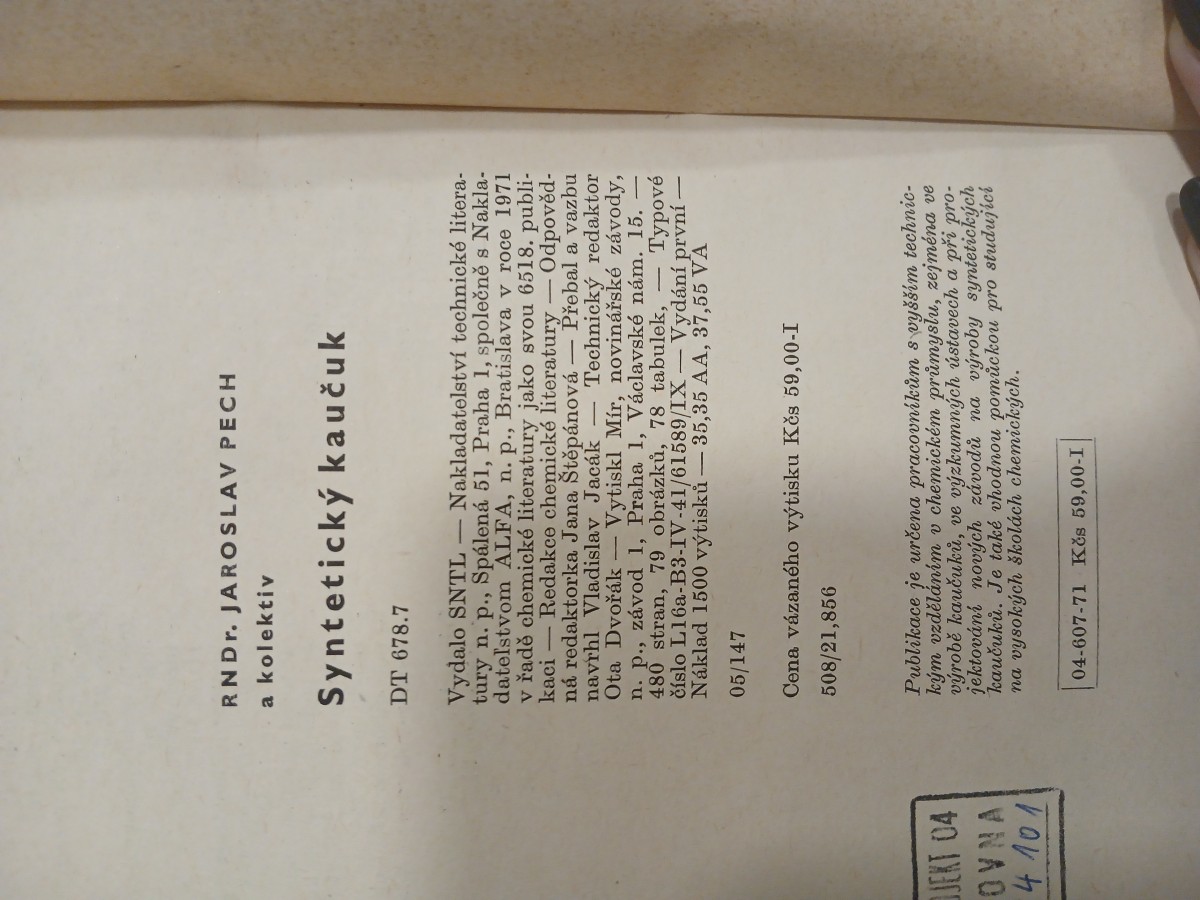 RNDr. JAROSLAV PECH
a kolektiv
Syntetický kaučuk
DT 678.7
Vydalo SNTL — Nakladatelství technické litera-
tury n. p., Spálená 51, Praha 1, společně s Nakla-
dateľstvom ALFA, n. p., Bratislava v roce 1971
v řadě chemické literatury jako svou 6518. publi-
kaci — Redakce chemické literatury — Odpověd-
ná redaktorka Jana Štěpánová — Přebal a vazbu
navrhl Vladislav Jacák — Technický redaktor
Ota Dvořák — Vytiskl Mír, novinářské závody,
n. p., závod 1, Praha 1, Václavské nám. 15. —
480 stran, 79 obrázků, 78 tabulek, — Typové
číslo L16a-B3-IV-41/61589/IX — Vydání první —
Náklad 1500 výtisků — 35,35 AA, 37,55 VA
05/147
Cena vázaného výtisku Kčs 59,00-I
508/21,856
Publikace je určena pracovníkům s vyšším technic-
kým vzděláním v chemickém průmyslu, zejména ve
výrobě kaučuků, ve výzkumných ústavech a při pro-
jektování nových závodů na výroby syntetických
kaučuků. Je také vhodnou pomůckou pro studující
na vysokých školách chemických.
04-607-71 Kčs 59,00-I
JEKT 04
OVNA
4 101